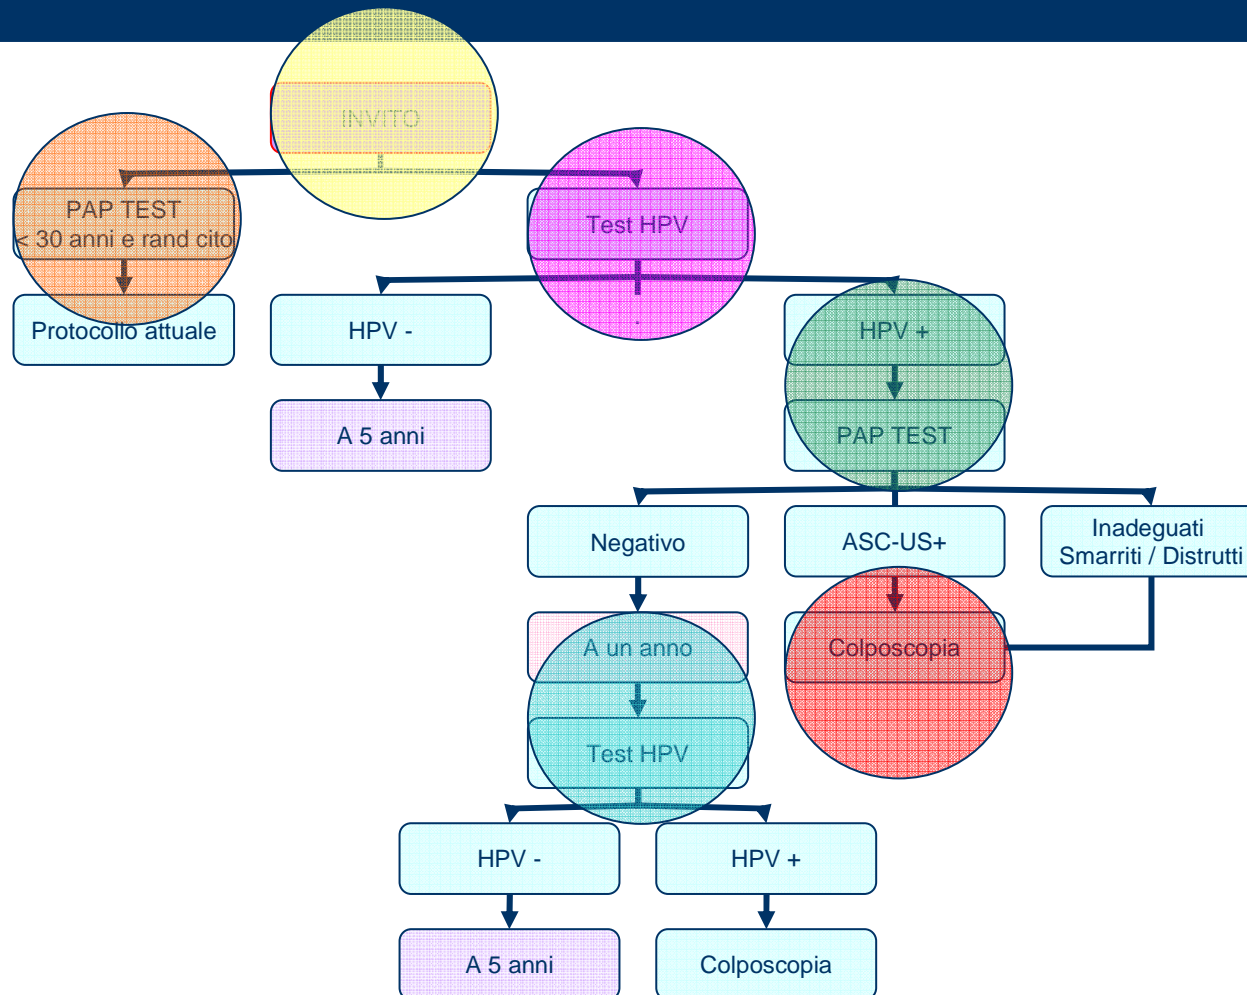 INVITO
PAP TEST
< 30 anni e rand cito
Test HPV
Protocollo attuale
HPV -
.
HPV +
A 5 anni
PAP TEST
Negativo
ASC-US+
Inadeguati
Smarriti / Distrutti
A un anno
Colposcopia
Test HPV
HPV -
HPV +
A 5 anni
Colposcopia